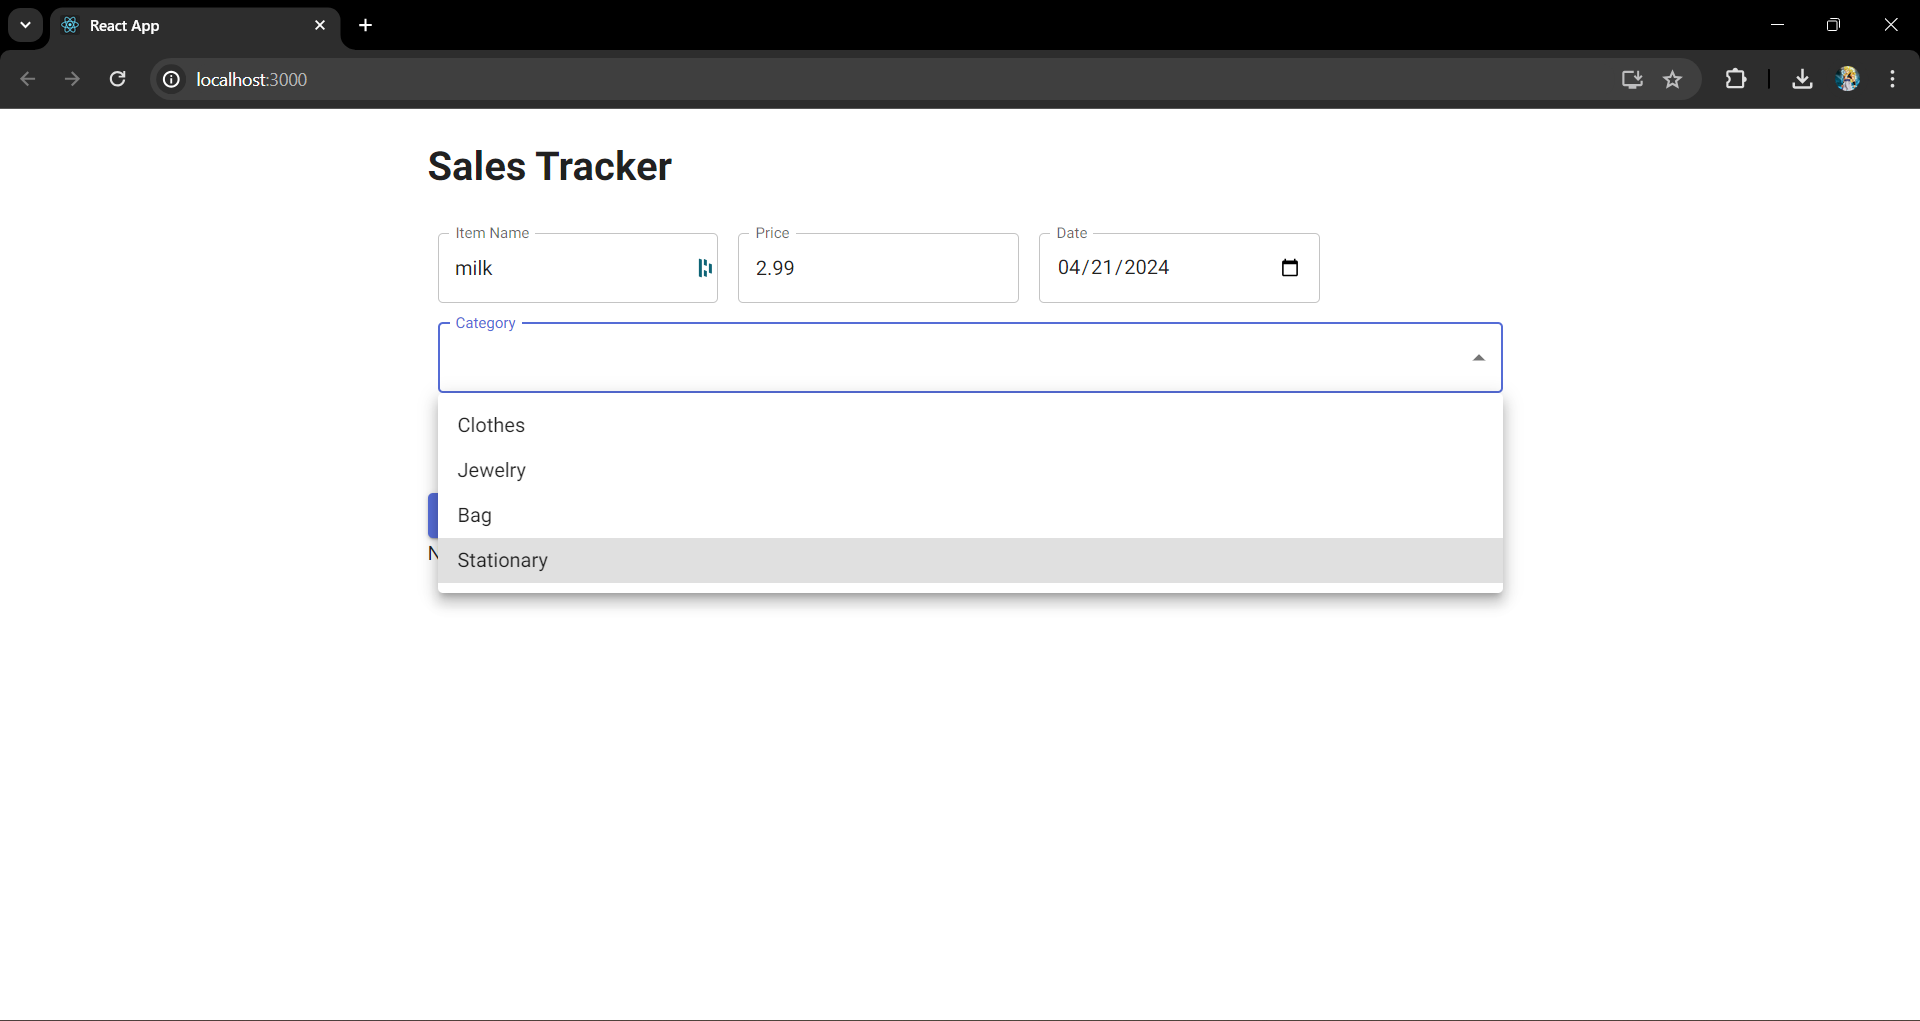 React App
localhost:3000
Sales Tracker
Item Name
milk
Price
2.99
Date
04/21/2024
Category
Clothes
Jewelry
Bag
Stationary